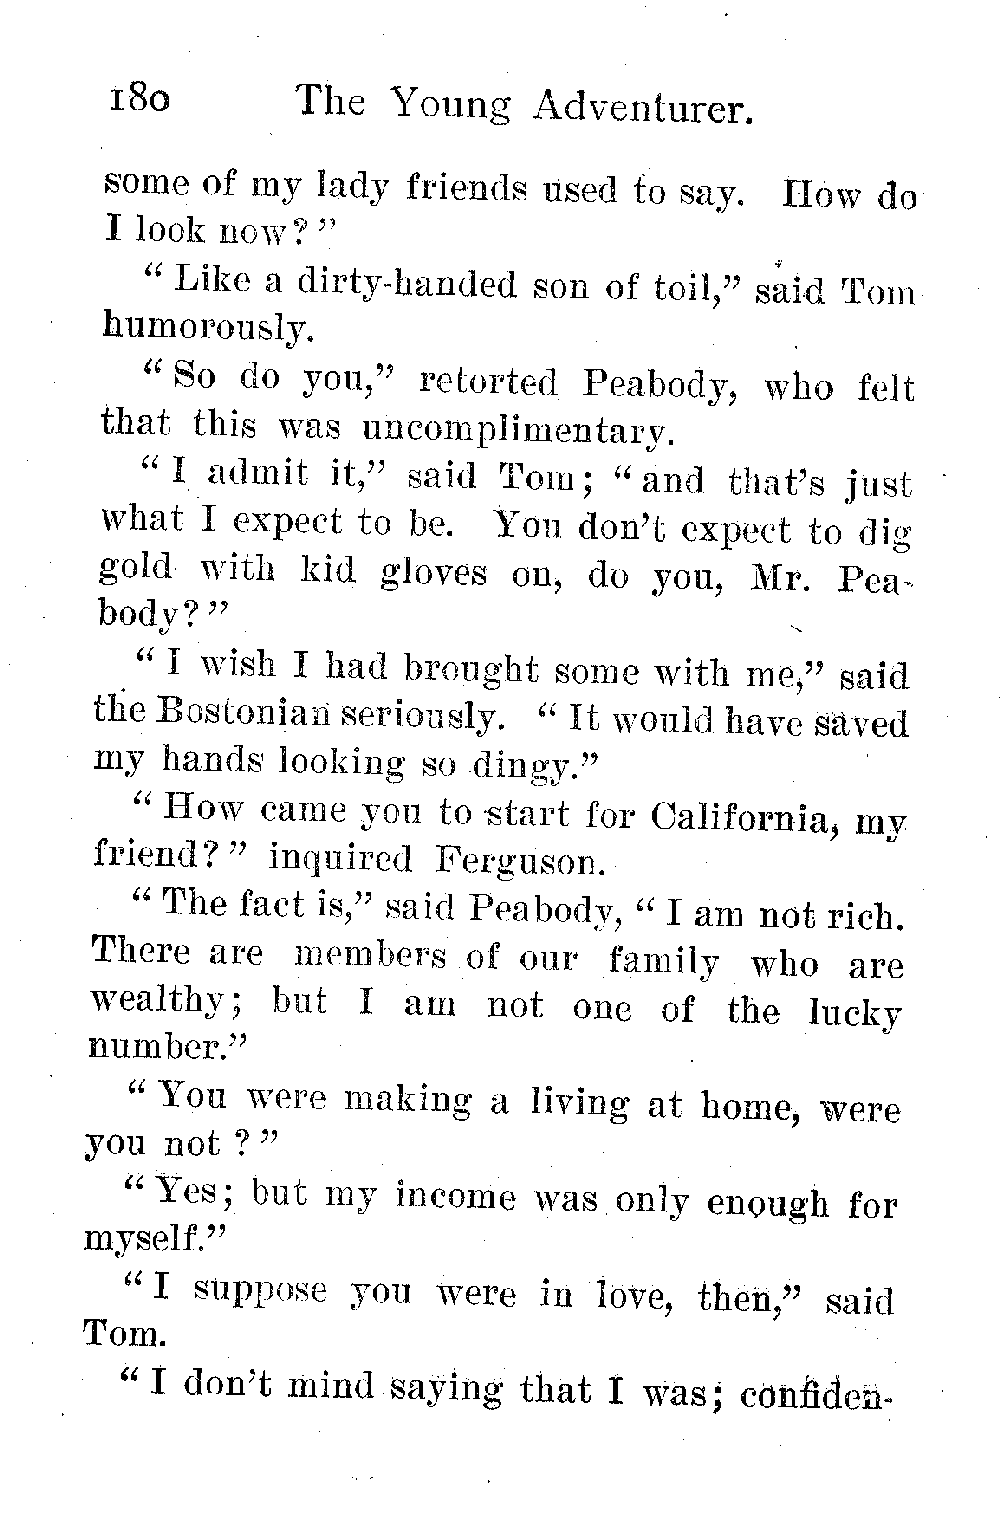 180 The Young Adventurer.
some of my lady friends used to say. How do
I look now?"
"Like a dirty-handed son of toil," said Tom
humorously.
"So do you," retorted Peabody, who felt
that this was uncomplimentary.
"I admit it," said Tom; "and that's just
what I expect to be. You don't expect to dig
gold with kid gloves on, do you, Mr. Pea-
body?"
"I wish I had brought some with me," said
the Bostonian seriously. "It would have saved
my hands looking so dingy."
"How came you to start for California, my
friend?" inquired Ferguson.
"The fact is," said Peabody, "I am not rich.
There are members of our family who are
wealthy; but I am not one of the lucky
number."
"You were making a living at home, were
you not?"
"Yes; but my income was only enough for
myself."
"I suppose you were in love, then," said
Tom.
"I don't mind saying that I was; confiden-